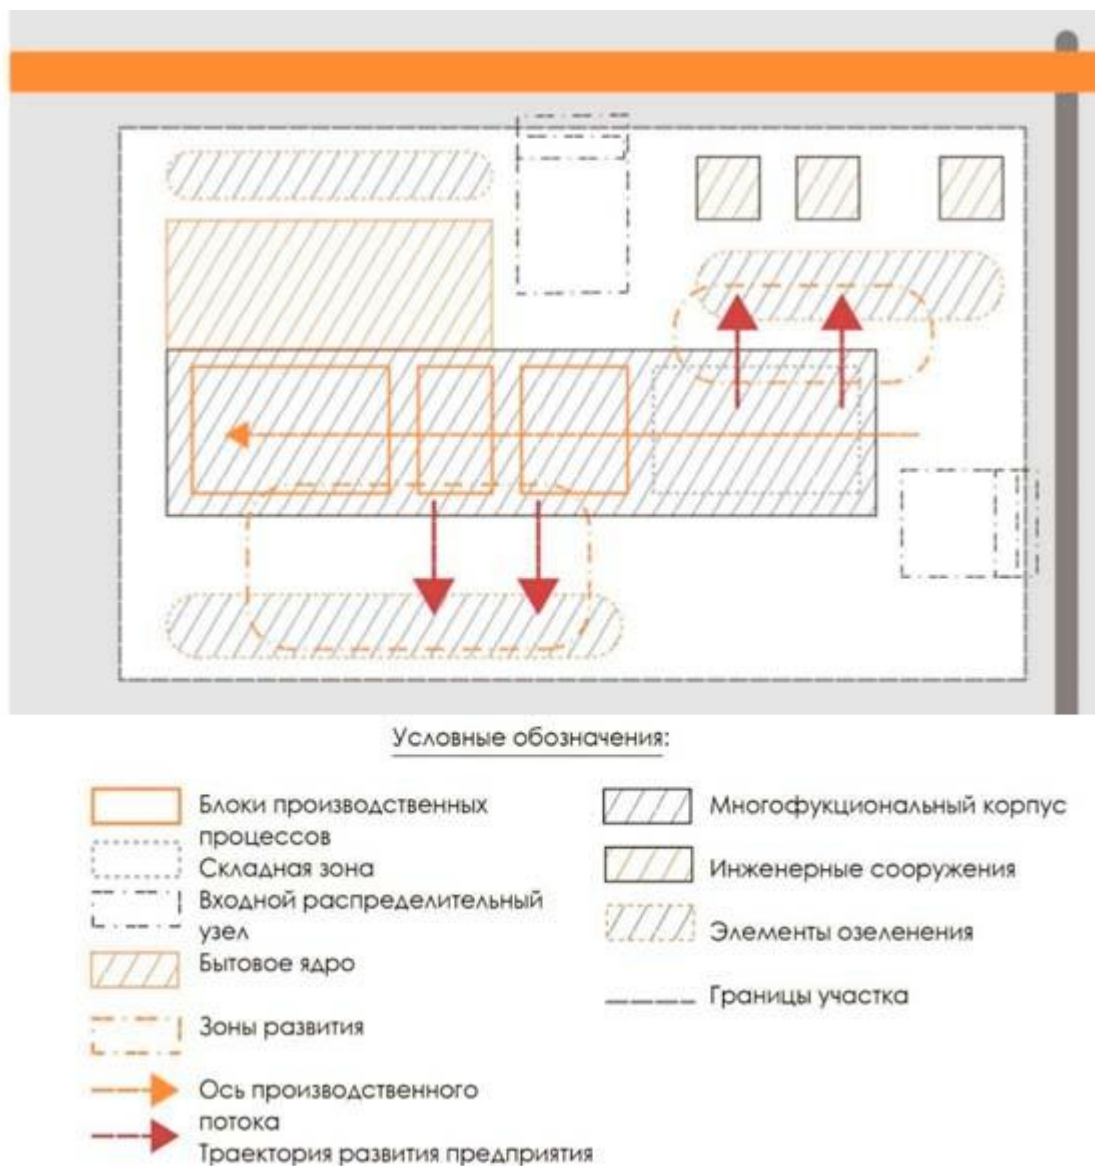 Условные обозначения:
Блоки производственных
процессов
Складная зона
Входной распределительный
узел
Бытовое ядро
Зоны развития
Ось производственного
потока
Траектория развития предприятия
Многофукциональный корпус
Инженерные сооружения
Элементы озеленения
Границы участка